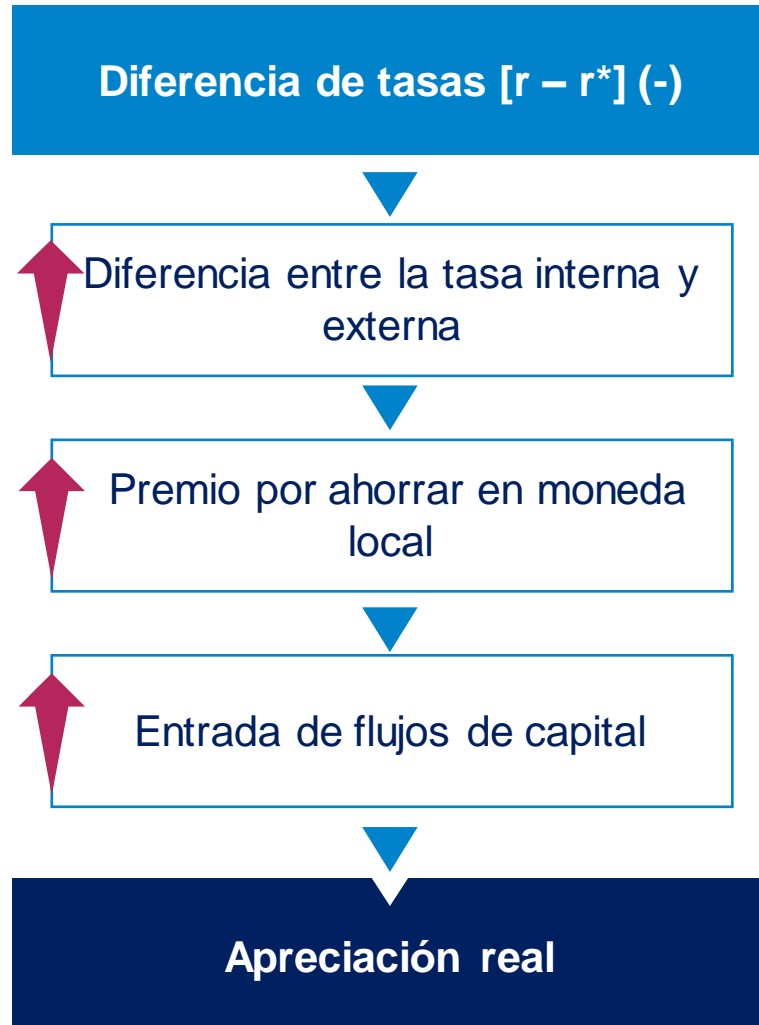 Diferencia de tasas [r – r*] (-)
Diferencia entre la tasa interna y
externa
Premio por ahorrar en moneda
local
Entrada de flujos de capital
Apreciación real